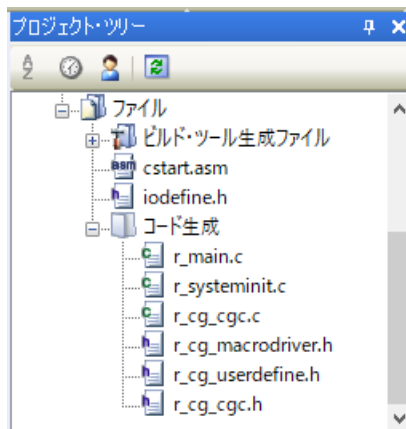 プロジェクト・ツリー
ファイル
ビルド・ツール生成ファイル
asm cstart.asm
iodefine.h
コード生成
r_main.c
r_systeminit.c
r_cg_cgc.c
r_cg_macrodriver.h
r_cg_userdefine.h
r_cg_cgc.h